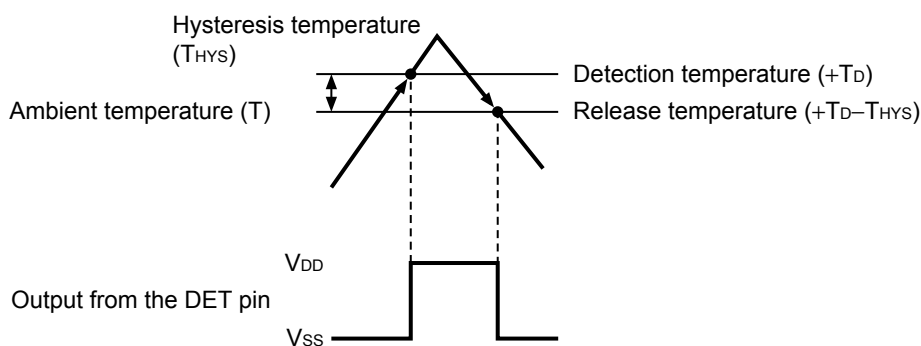 Hysteresis temperature
(THYS)
Detection temperature (+TD)
Ambient temperature (T)
Release temperature (+TD−THYS)
VDD
Output from the DET pin
VSS